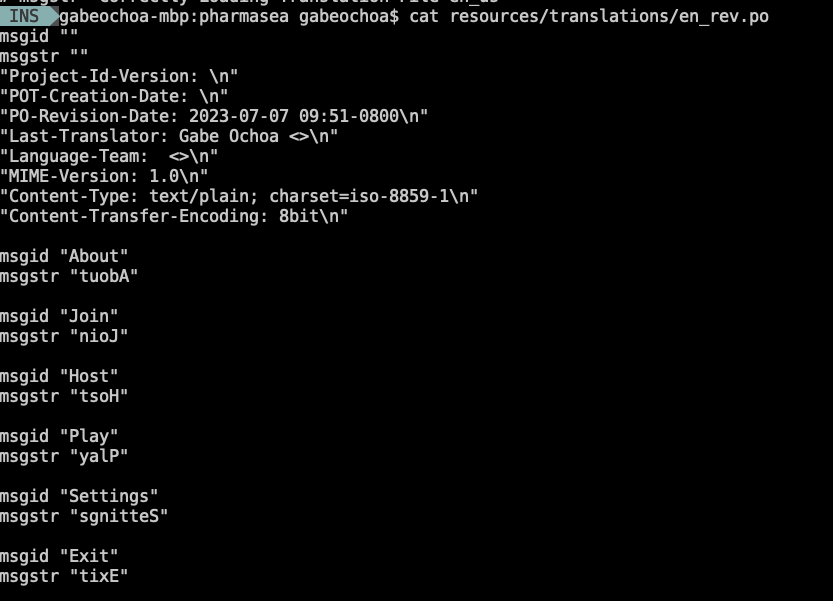 INS gabeochoa-mbp:pharmasea gabeochoa$ cat resources/translations/en_rev.po
msgid ""
msgstr ""
"Project-Id-Version: \n"
"POT-Creation-Date: \n"
"PO-Revision-Date: 2023-07-07 09:51-0800\n"
"Last-Translator: Gabe Ochoa <>\n"
"Language-Team:  <>\n"
"MIME-Version: 1.0\n"
"Content-Type: text/plain; charset=iso-8859-1\n"
"Content-Transfer-Encoding: 8bit\n"

msgid "About"
msgstr "tuobA"

msgid "Join"
msgstr "nioJ"

msgid "Host"
msgstr "tsoH"

msgid "Play"
msgstr "yalP"

msgid "Settings"
msgstr "sgnitteS"

msgid "Exit"
msgstr "tixE"